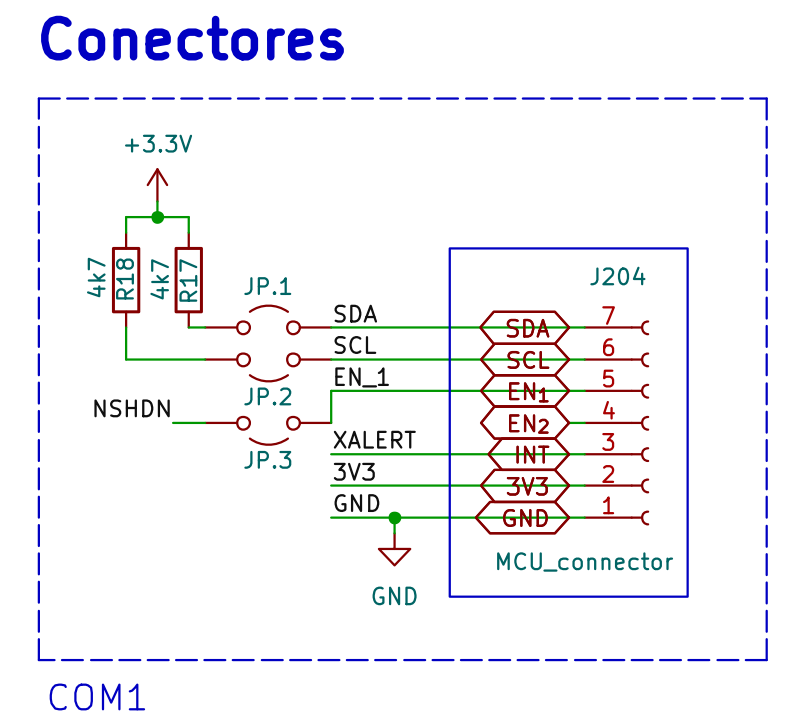 Conectores
+3.3V
4k7
R18
4k7
R17
JP.1
J204
SDA
SDA
7
SCL
SCL
6
EN_1
EN1
5
JP.2
NSHDN
EN2
4
JP.3
XALERT
INT
3
3V3
3V3
2
GND
GND
1
MCU_connector
GND
COM1